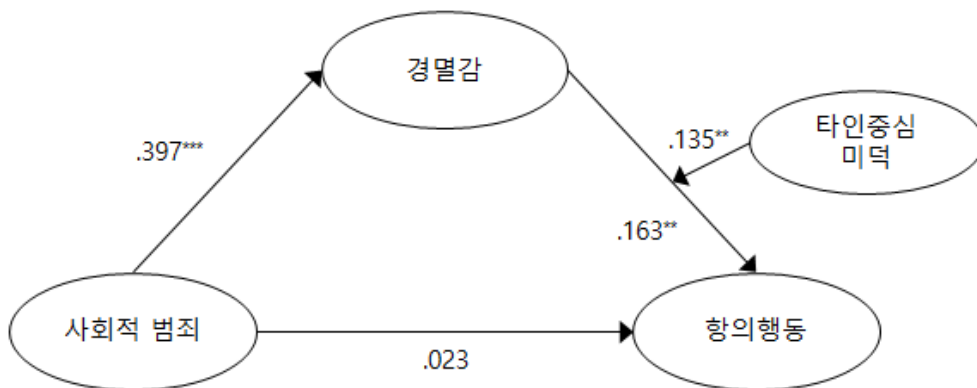 경멸감
타인중심
미덕
.135**
.397***
.163**
사회적 범죄
항의행동
.023